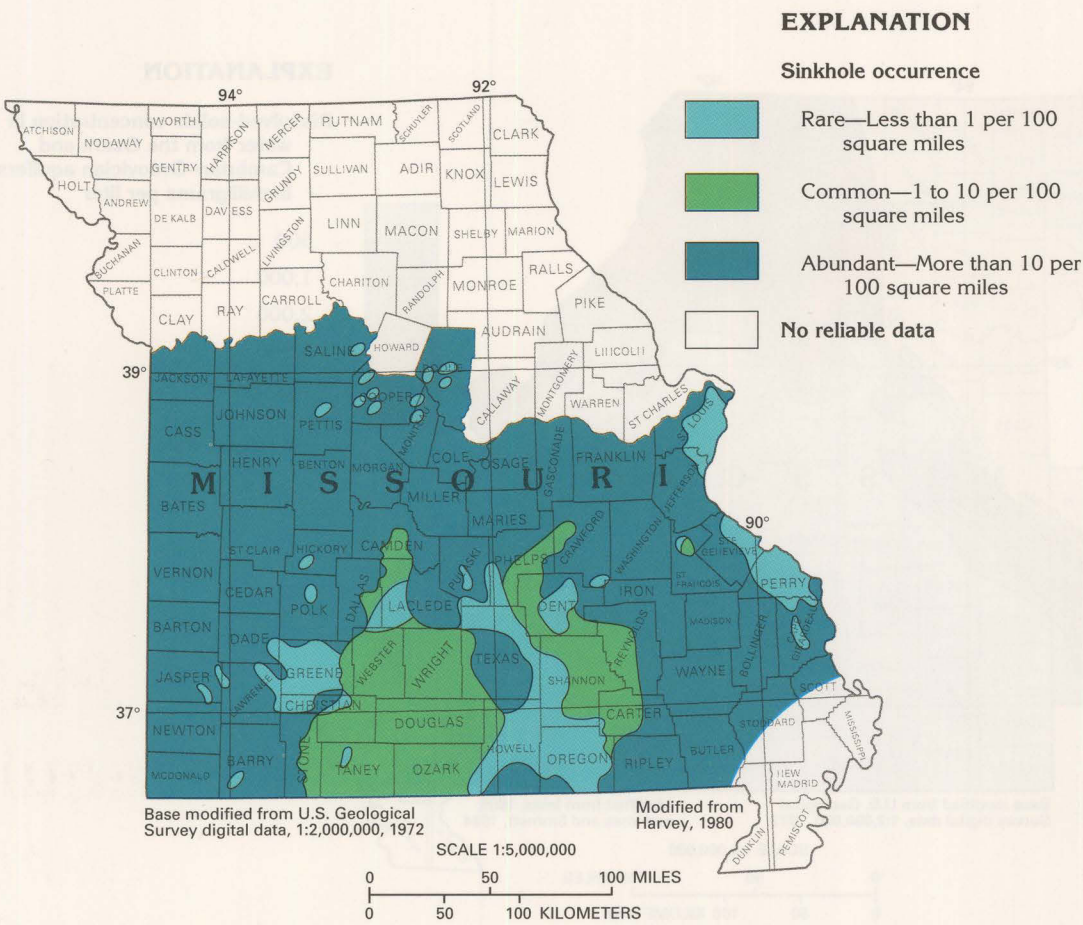 EXPLANATION
Sinkhole occurrence
Rare—Less than 1 per 100
square miles
Common—1 to 10 per 100
square miles
Abundant—More than 10 per
100 square miles
No reliable data
94°
92°
ATCHISON
NODAWAY
WORTH
HARRISON
MERCER
PUTNAM
SCHUYLER
SCOTLAND
CLARK
HOLT
ANDREW
GENTRY
GRUNDY
SULLIVAN
ADIR
KNOX
LEWIS
DE KALB
DAV ESS
LIVINGSTON
LINN
MACON
SHELBY
MARION
BUCHANAN
CLINTON
CALDWELL
CHARITON
RANDOLPH
MONROE
RALLS
PLATTE
CLAY
RAY
CARROLL
PIKE
AUDRAIN
SALINE
HOWARD
LIIICOLII
39°
JACKSON
LAFAYETTE
COOPER
CALLAWAY
MONTGOMERY
WARREN
ST CHARLES
ST LOUIS
CASS
JOHNSON
PETTIS
MONITEAU
COLE
OSAGE
GASCONADE
FRANKLIN
JEFFERSON
HENRY
BENTON
MORGAN
MISSOURI
BATES
MILLER
MARIES
90°
ST CLAIR
HICKORY
CAMDEN
PULASKI
PHELPS
CRAWFORD
WASHINGTON
STE
GENEVIEVE
VERNON
CEDAR
POLK
DALLAS
LACLEDE
DENT
IRON
ST
FRANCOIS
PERRY
BARTON
DADE
MADISON
BOLLINGER
CAPE
GIRARDEAU
JASPER
LAWRENCE
GREENE
WEBSTER
WRIGHT
TEXAS
SHANNON
REYNOLDS
WAYNE
SCOTT
37°
CHRISTIAN
NEWTON
DOUGLAS
CARTER
STODDARD
MISSISSIPPI
MCDONALD
BARRY
STONE
TANEY
OZARK
HOWELL
OREGON
RIPLEY
BUTLER
NEW
MADRID
DUNKLIN
PEMISCOT
Base modified from U.S. Geological
Survey digital data, 1:2,000,000, 1972
Modified from
Harvey, 1980
SCALE 1:5,000,000
0 50 100 MILES
0 50 100 KILOMETERS